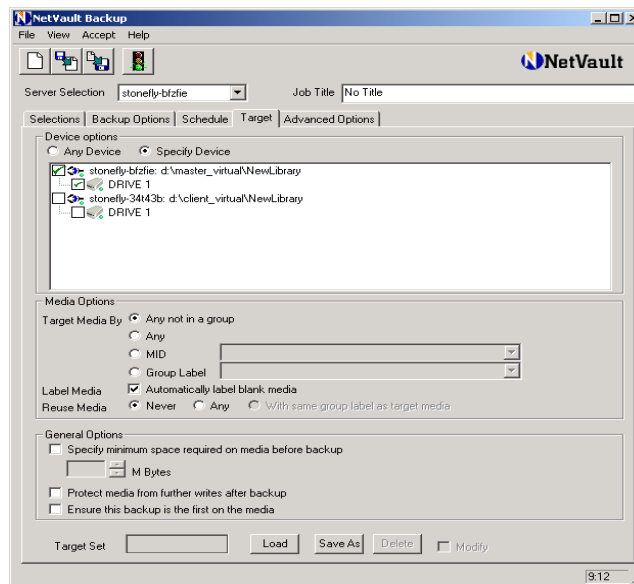 NetVault Backup
File View Accept Help
NetVault
Server Selection stonefly-bfzfie Job Title No Title
Selections Backup Options Schedule Target Advanced Options
Device options
Any Device Specify Device
stonefly-bfzfie: d:\master_virtual\NewLibrary
DRIVE 1
stonefly-34t43b: d:\client_virtual\NewLibrary
DRIVE 1
Media Options
Target Media By Any not in a group
Any
MID
Group Label
Label Media Automatically label blank media
Reuse Media Never Any With same group label as target media
General Options
Specify minimum space required on media before backup
M Bytes
Protect media from further writes after backup
Ensure this backup is the first on the media
Target Set Load Save As Delete Modify
9:12